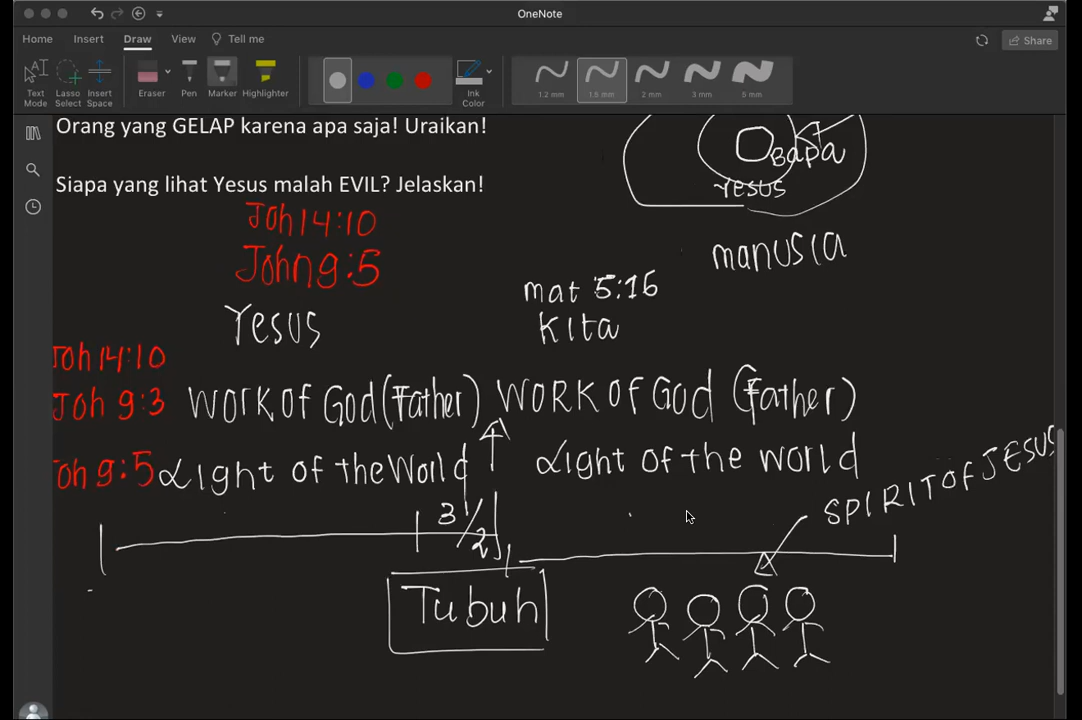 OneNote
Home Insert Draw View Tell me
Share
Text Mode
Lasso Select
Insert Space
Eraser
Pen
Marker
Highlighter
Ink Color
1.2 mm
1.5 mm
2 mm
3 mm
5 mm
Orang yang GELAP karena apa saja! Uraikan!
Bapa
Siapa yang lihat Yesus malah EVIL? Jelaskan!
YESUS
Joh 14:10
John 9:5
manusia
mat 5:16
Yesus
Kita
Joh 14:10
Joh 9:3 WORK OF God (Father) WORK OF God (Father)
Joh 9:5 Light of the World Light of the world
SPIRIT OF JESUS
3 1/2
Tubuh